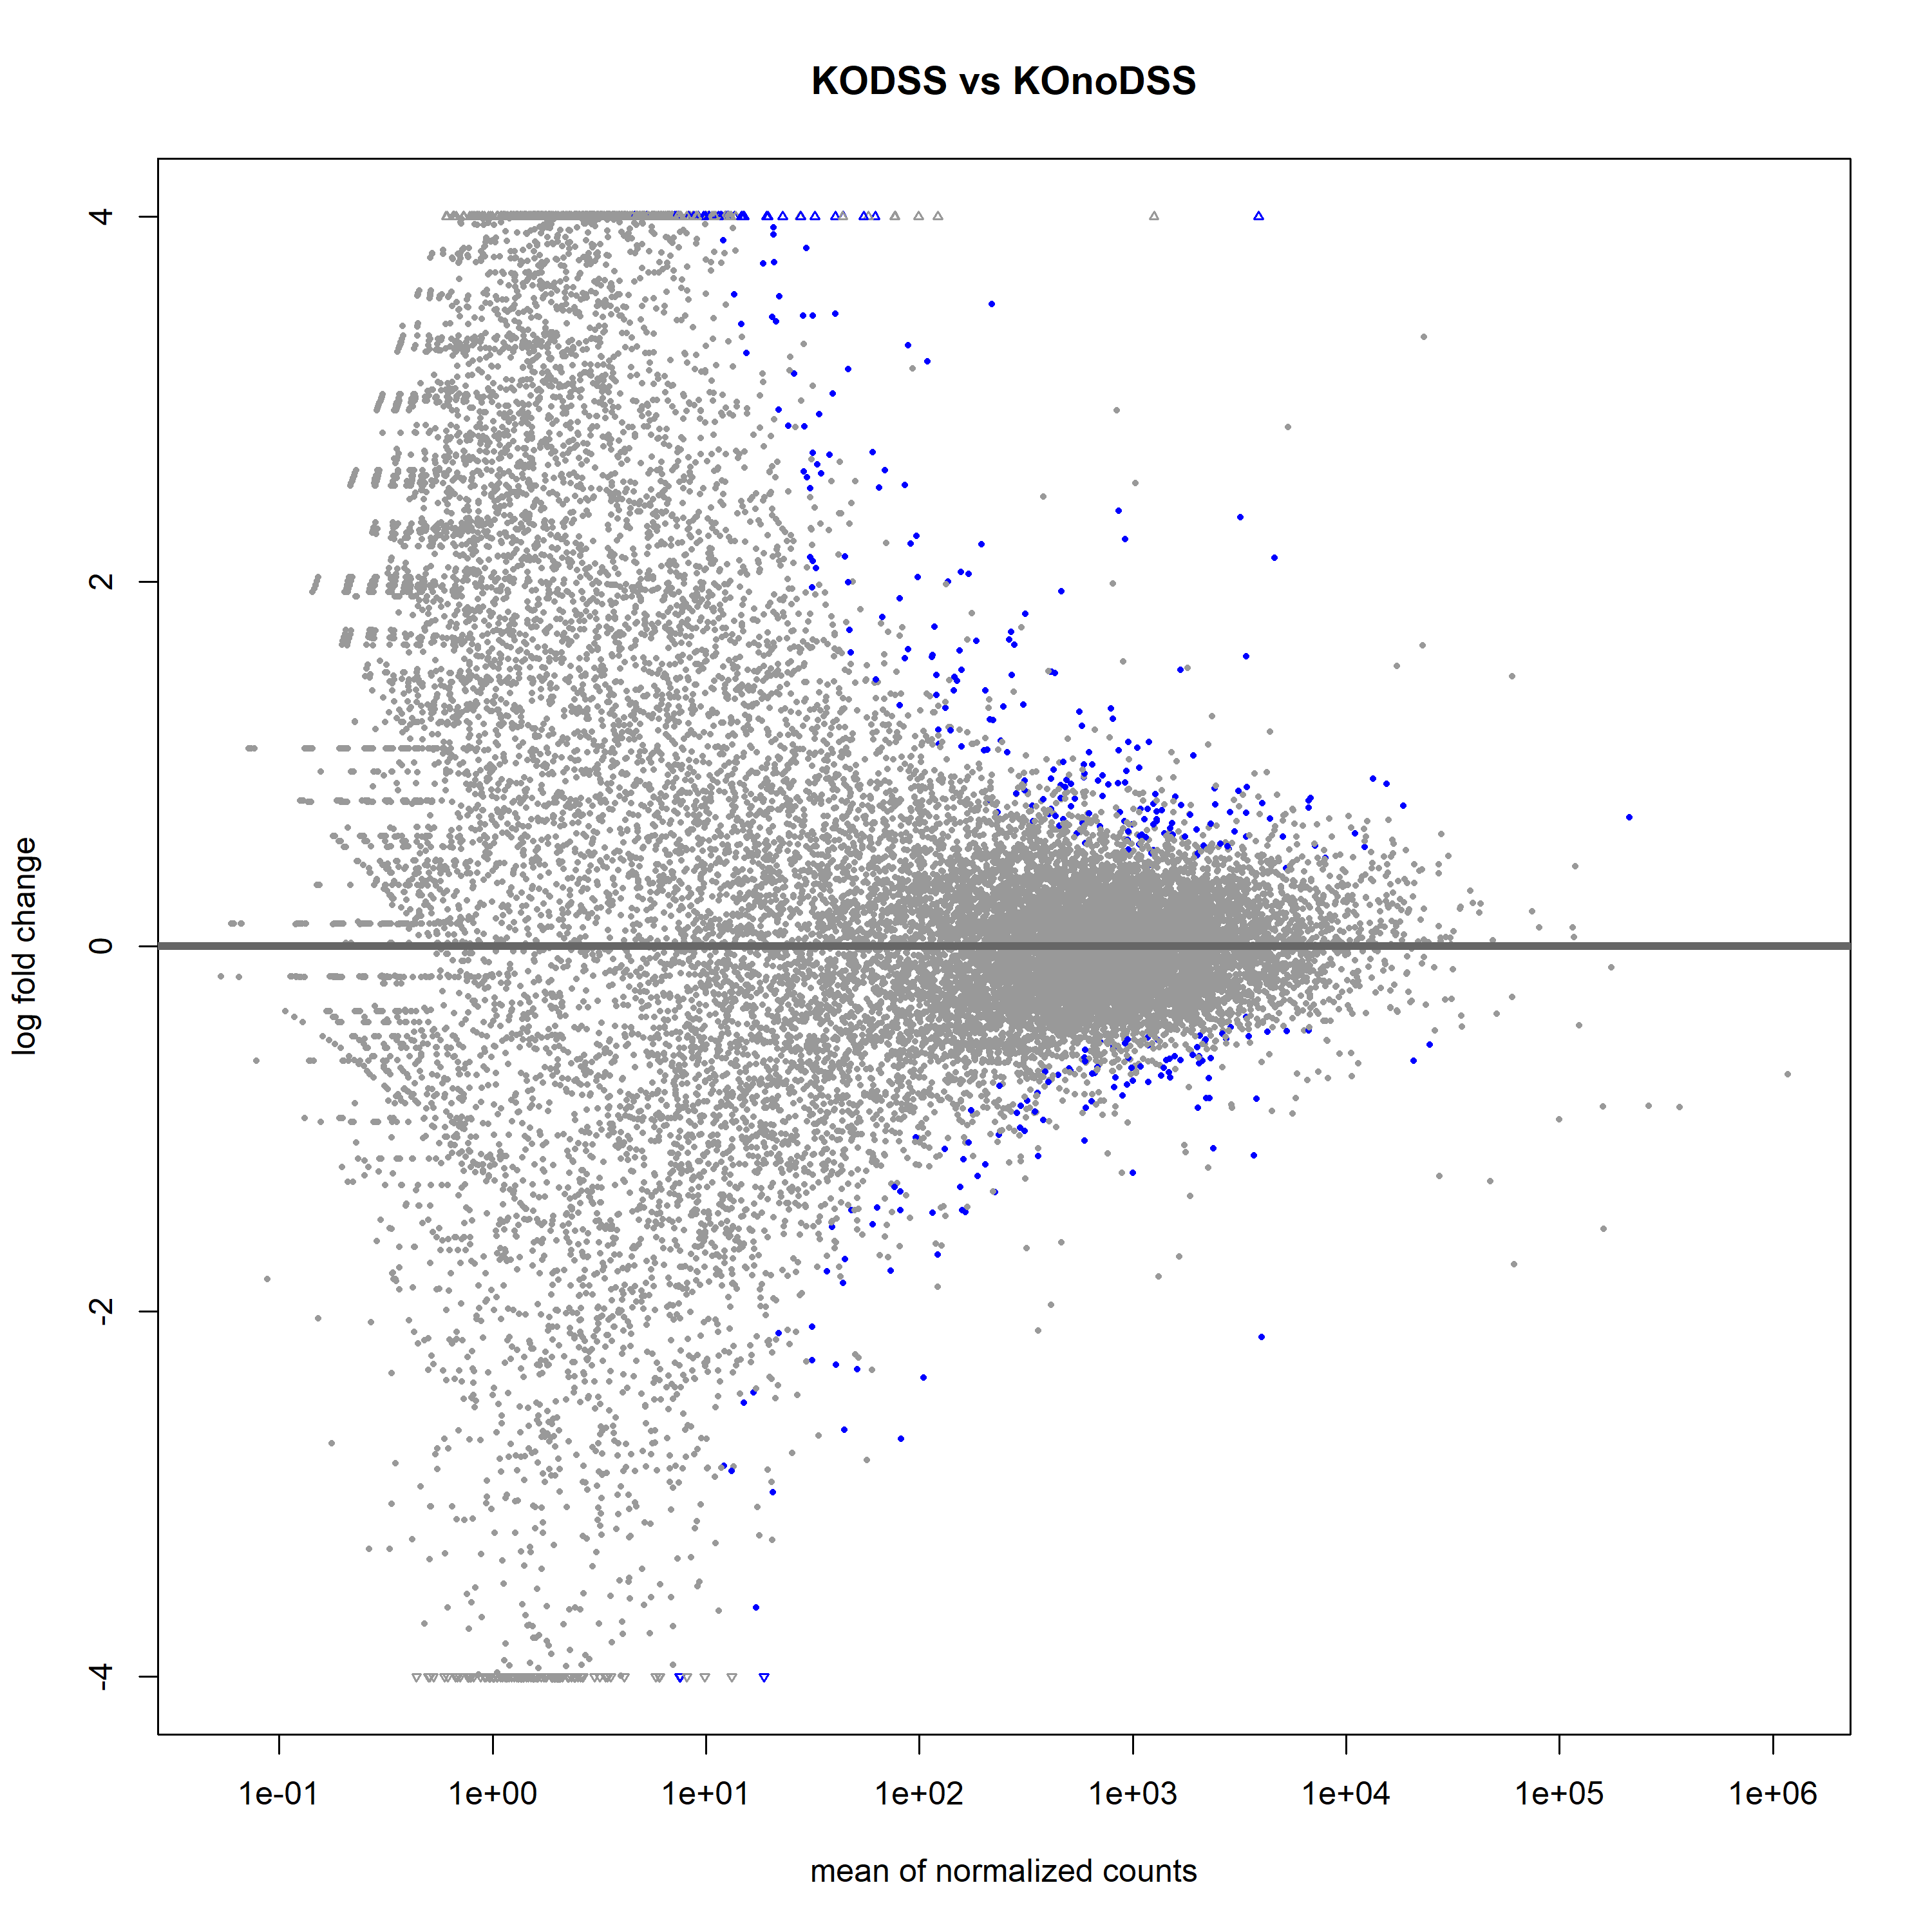 KODSS vs KOnoDSS
4
2
0
-2
-4
log fold change
1e-01 1e+00 1e+01 1e+02 1e+03 1e+04 1e+05 1e+06
mean of normalized counts